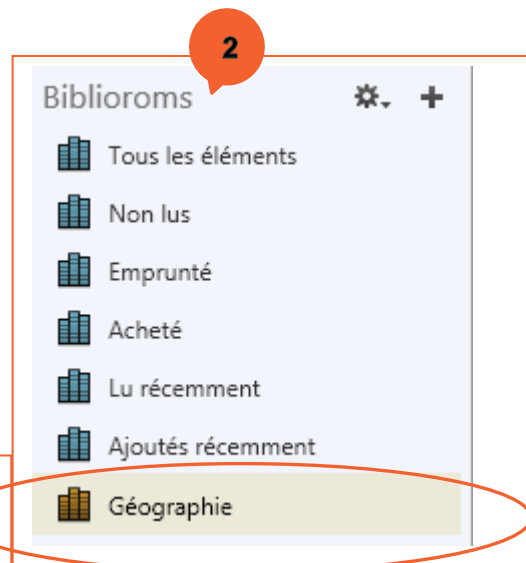 2
Biblioroms
Tous les éléments
Non lus
Emprunté
Acheté
Lu récemment
Ajoutés récemment
Géographie